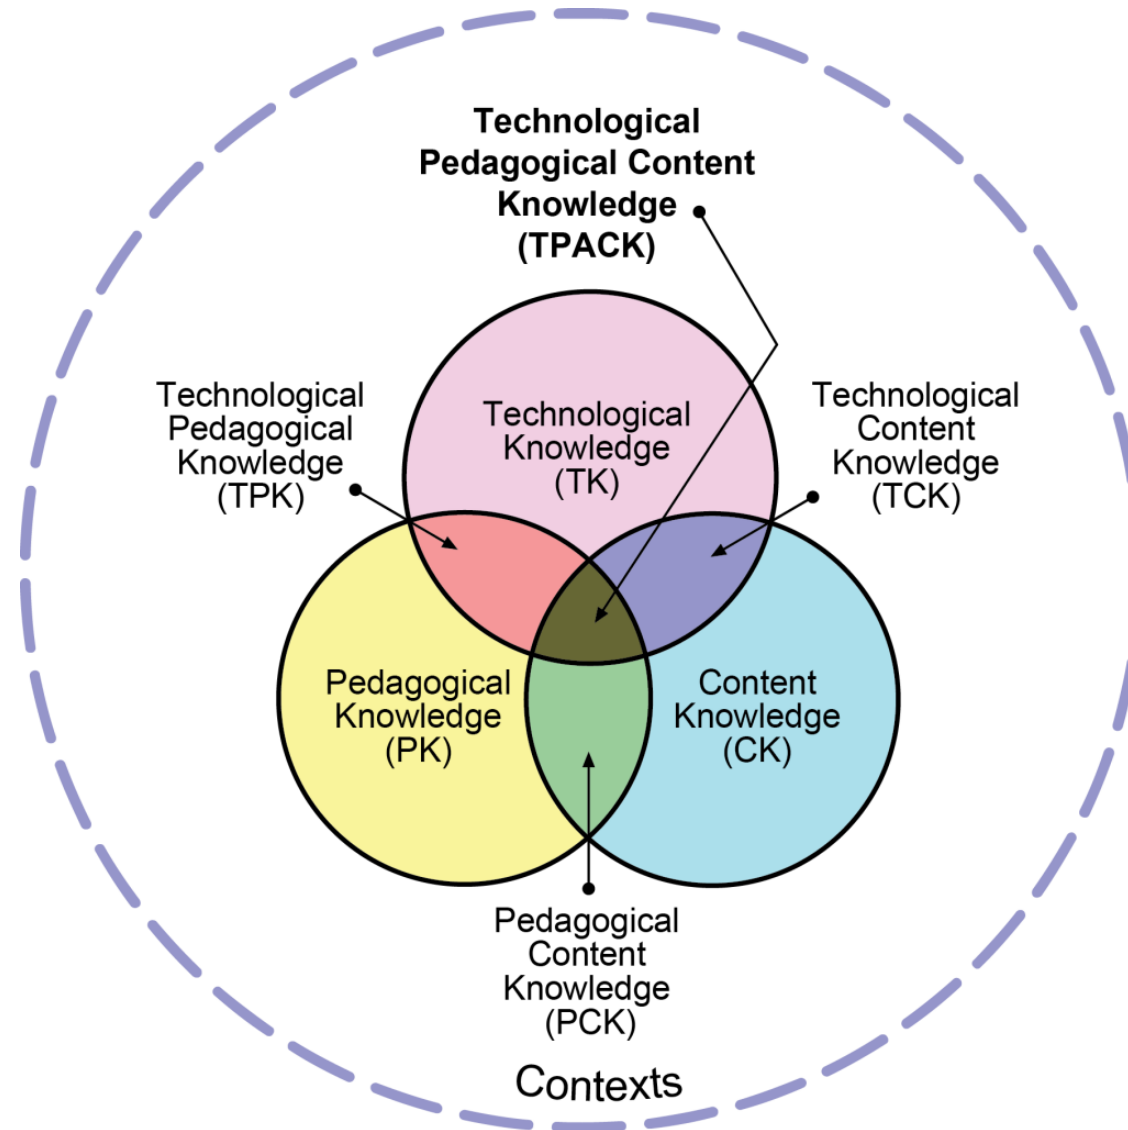 Technological
Pedagogical Content
Knowledge
(TPACK)
Technological
Pedagogical
Knowledge
(TPK)
Technological
Knowledge
(TK)
Technological
Content
Knowledge
(TCK)
Pedagogical
Knowledge
(PK)
Content
Knowledge
(CK)
Pedagogical
Content
Knowledge
(PCK)
Contexts